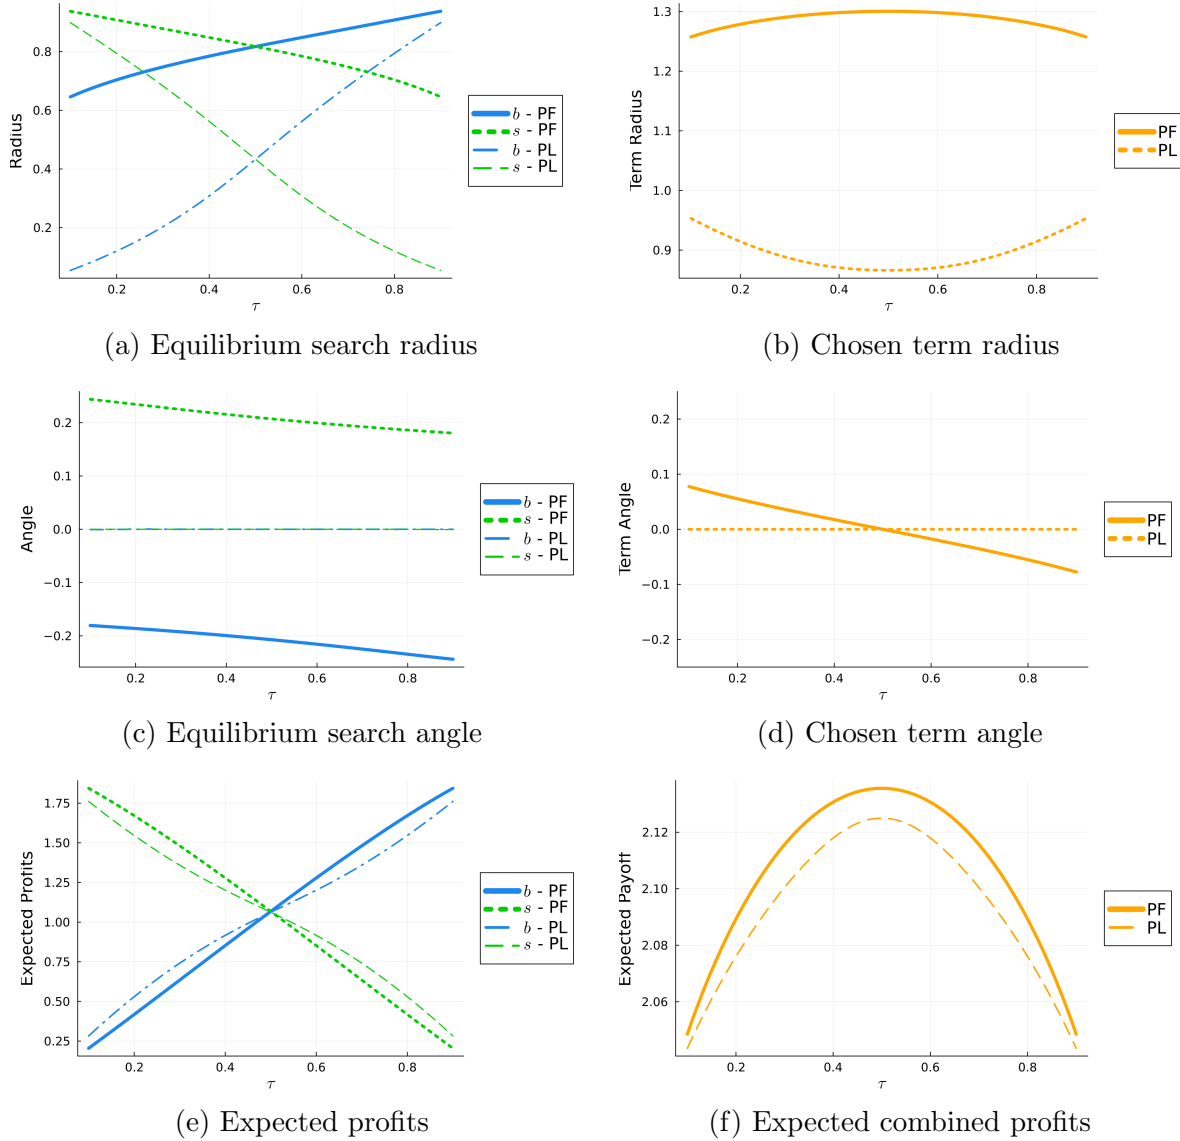 0.8
0.6
0.4
0.2
Radius
0.2 0.4 0.6 0.8
τ
b - PF
s - PF
b - PL
s - PL
(a) Equilibrium search radius
1.3
1.2
1.1
1.0
0.9
Term Radius
0.2 0.4 0.6 0.8
τ
PF
PL
(b) Chosen term radius
0.2
0.1
0.0
−0.1
−0.2
Angle
0.2 0.4 0.6 0.8
τ
b - PF
s - PF
b - PL
s - PL
(c) Equilibrium search angle
0.2
0.1
0.0
−0.1
−0.2
Term Angle
0.2 0.4 0.6 0.8
τ
PF
PL
(d) Chosen term angle
1.75
1.50
1.25
1.00
0.75
0.50
0.25
Expected Profits
0.2 0.4 0.6 0.8
τ
b - PF
s - PF
b - PL
s - PL
(e) Expected profits
2.12
2.10
2.08
2.06
Expected Payoff
0.2 0.4 0.6 0.8
τ
PF
PL
(f) Expected combined profits